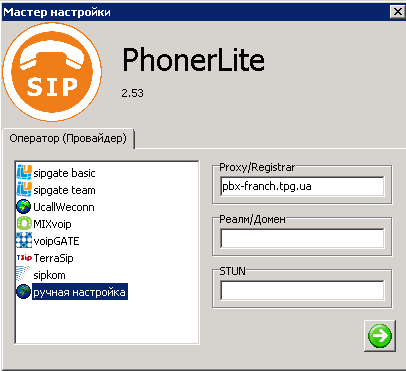 Мастер настройки
SIP
PhonerLite
2.53
Оператор (Провайдер)
sipgate basic
sipgate team
UcallWeconn
MIXvoip
voipGATE
TSip TerraSip
sipkom
ручная настройка
Proxy/Registrar
pbx-franch.tpg.ua
Реалм/Домен
STUN